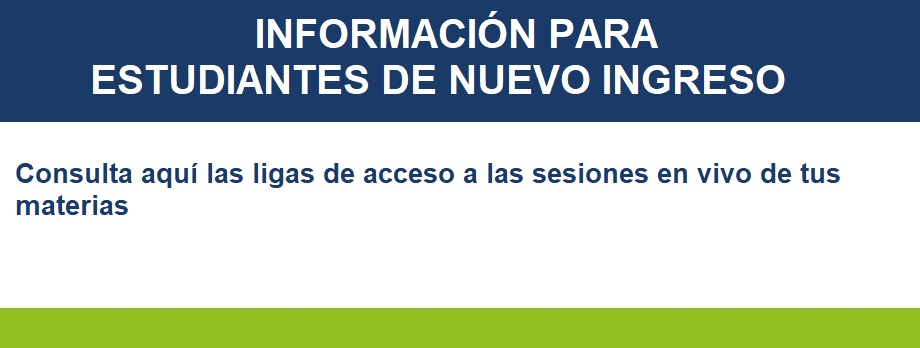 INFORMACIÓN PARA
ESTUDIANTES DE NUEVO INGRESO
Consulta aquí las ligas de acceso a las sesiones en vivo de tus
materias